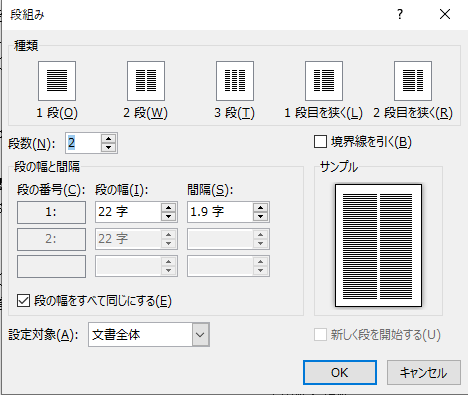 段組み
種類
1 段(O)
2 段(W)
3 段(T)
1 段目を狭く(L)
2 段目を狭く(R)
段数(N): 2
境界線を引く(B)
段の幅と間隔
サンプル
段の番号(C): 段の幅(I): 間隔(S):
1: 22 字 1.9 字
2: 22 字
段の幅をすべて同じにする(E)
設定対象(A): 文書全体
新しく段を開始する(U)
OK キャンセル